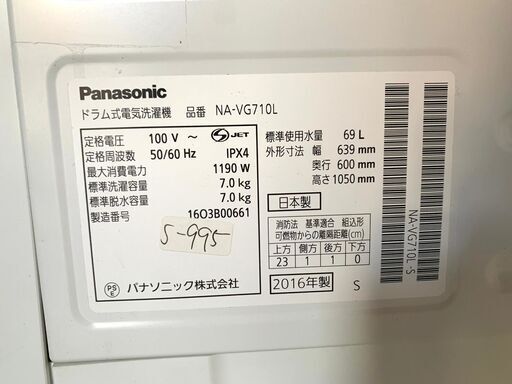 Panasonic
ドラム式電気洗濯機 品番 NA-VG710L
定格電圧 100 V ～
定格周波数 50/60 Hz IPX4
最大消費電力 1190 W
標準洗濯容量 7.0 kg
標準脱水容量 7.0 kg
製造番号 16O3B00661
S JET
S-995
PS E パナソニック株式会社
標準使用水量 69 L
外形寸法 幅 639 mm
奥行 600 mm
高さ 1050 mm
日本製
消防法 基準適合 組込形
可燃物からの離隔距離(cm)
上方 側方 後方 下方
23 1 1 0
2016年製 S
NA-VG710L-S